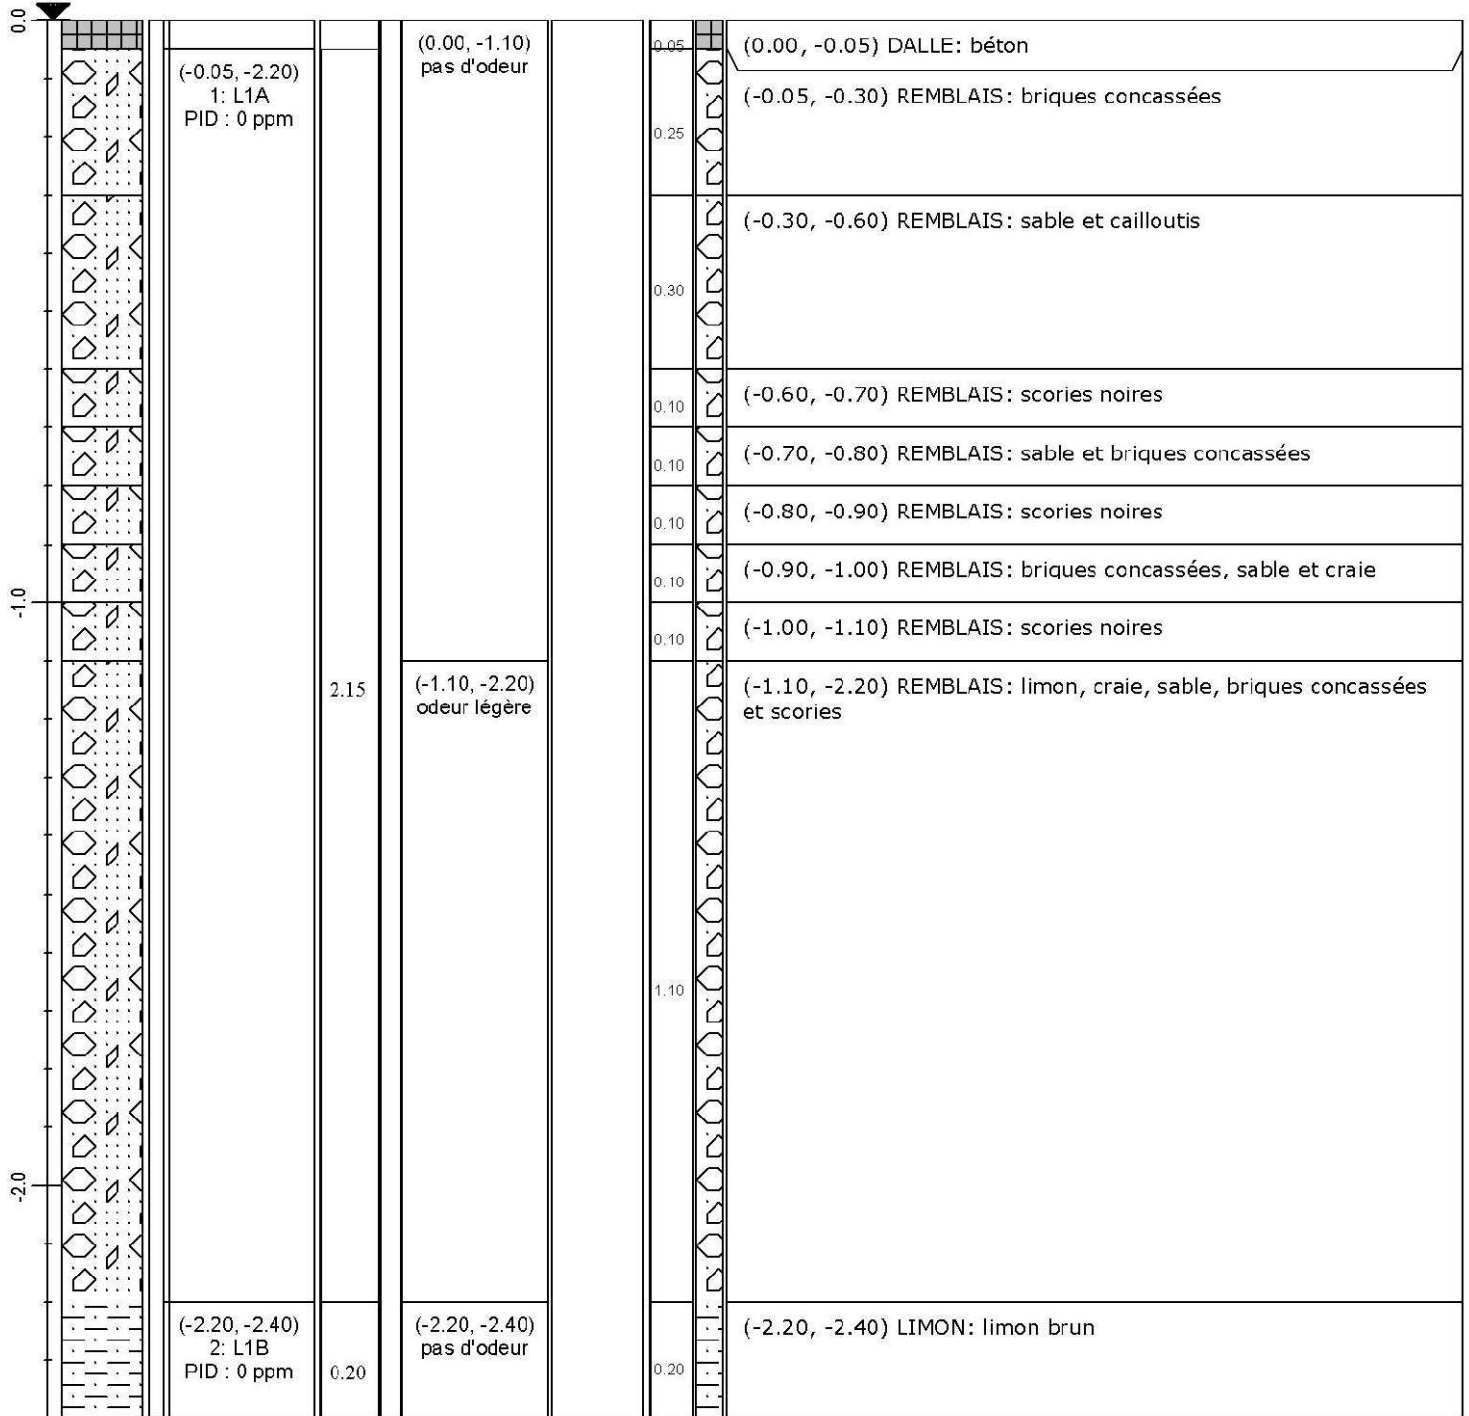 0.0
-1.0
-2.0
(-0.05, -2.20)
1: L1A
PID : 0 ppm
(-2.20, -2.40)
2: L1B
PID : 0 ppm
2.15
0.20
(0.00, -1.10)
pas d'odeur
(-1.10, -2.20)
odeur légère
(-2.20, -2.40)
pas d'odeur
0.05
0.25
0.30
0.10
0.10
0.10
0.10
0.10
1.10
0.20
(0.00, -0.05) DALLE: béton
(-0.05, -0.30) REMBLAIS: briques concassées
(-0.30, -0.60) REMBLAIS: sable et cailloutis
(-0.60, -0.70) REMBLAIS: scories noires
(-0.70, -0.80) REMBLAIS: sable et briques concassées
(-0.80, -0.90) REMBLAIS: scories noires
(-0.90, -1.00) REMBLAIS: briques concassées, sable et craie
(-1.00, -1.10) REMBLAIS: scories noires
(-1.10, -2.20) REMBLAIS: limon, craie, sable, briques concassées
et scories
(-2.20, -2.40) LIMON: limon brun